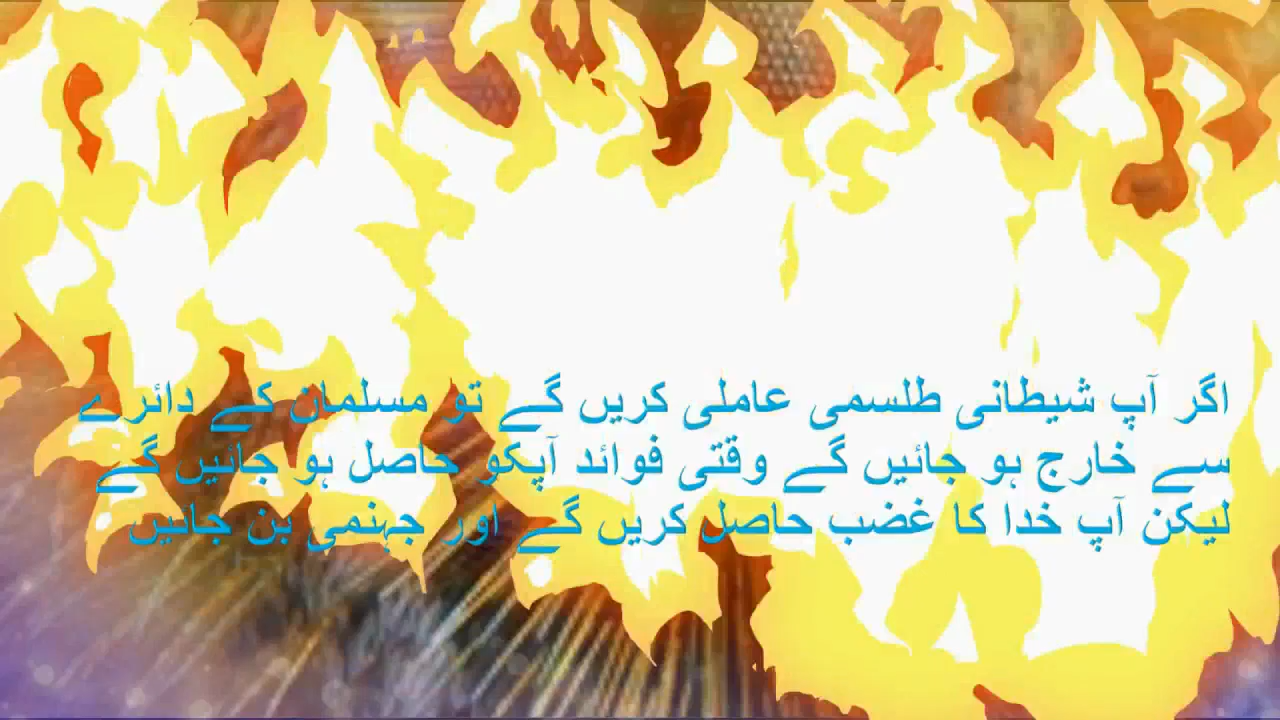 اگر آپ شیطانی طلسمی عاملی کریں گے تو مسلمان کے دائرے
سے خارج ہو جائیں گے وقتی فوائد آپکو حاصل ہو جائیں گے
لیکن آپ خدا کا غضب حاصل کریں گے اور جہنمی بن جائیں